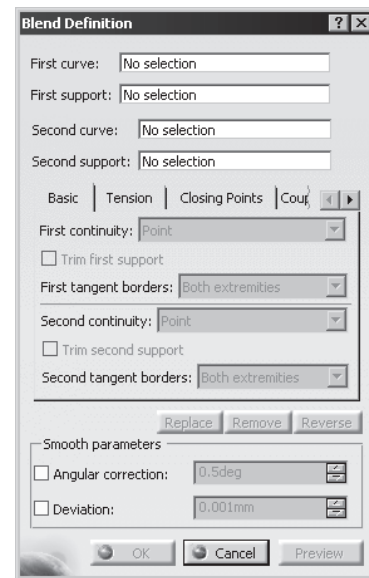 Blend Definition ? X
First curve: No selection
First support: No selection
Second curve: No selection
Second support: No selection
Basic Tension Closing Points
First continuity: Point
Trim first support
First tangent borders: Both extremities
Second continuity: Point
Trim second support
Second tangent borders: Both extremities
Replace Remove Reverse
Smooth parameters
Angular correction: 0.5deg
Deviation: 0.001mm
OK Cancel Preview